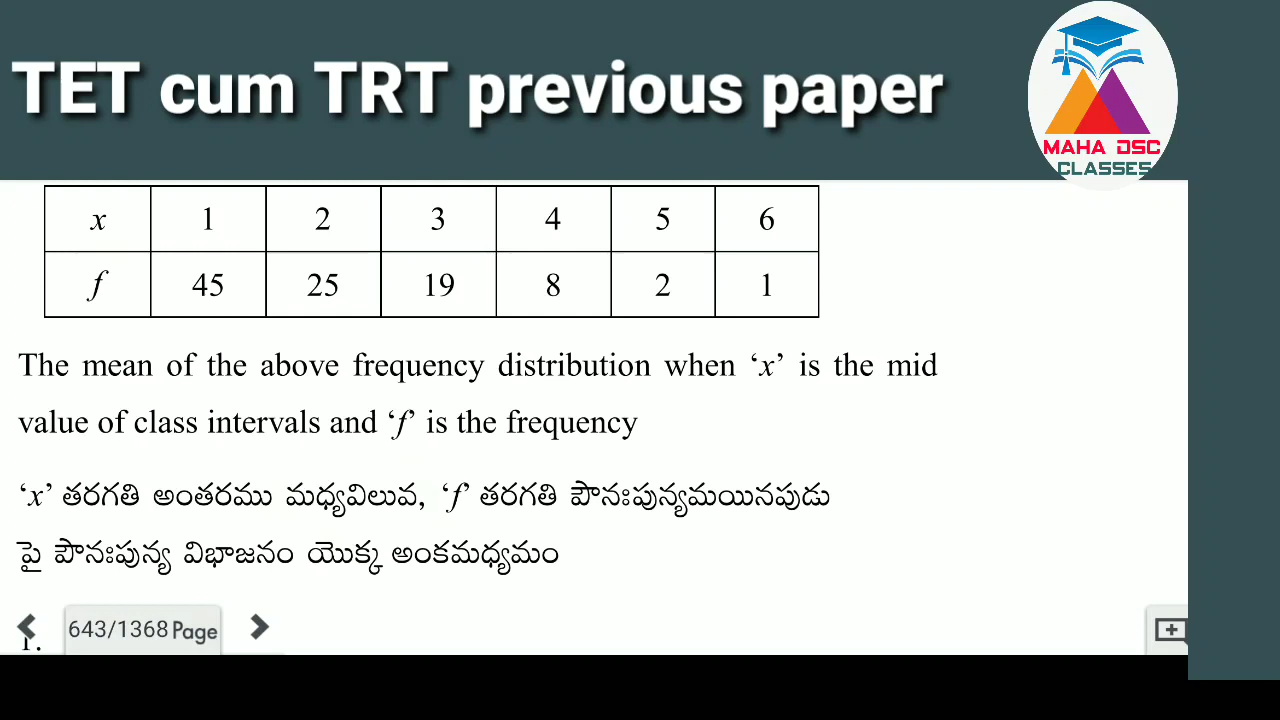 TET cum TRT previous paper
MAHA DSC
CLASSES
x 1 2 3 4 5 6
f 45 25 19 8 2 1
The mean of the above frequency distribution when ‘x’ is the mid
value of class intervals and ‘f’ is the frequency
‘x’ తరగతి అంతరము మధ్యవిలువ, ‘f’ తరగతి పౌనఃపున్యమయినపుడు
పై పౌనఃపున్య విభాజనం యొక్క అంకమధ్యమం
643/1368 Page
1.